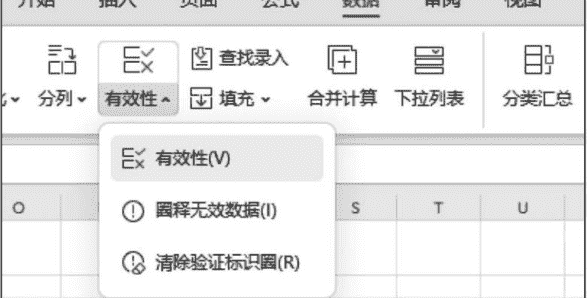 开始 插入 页面 公式 数据 审阅 视图
查找录入
分列 有效性 填充 合并计算 下拉列表 分类汇总
有效性(V)
圈释无效数据(I)
清除验证标识圈(R)
O S T U